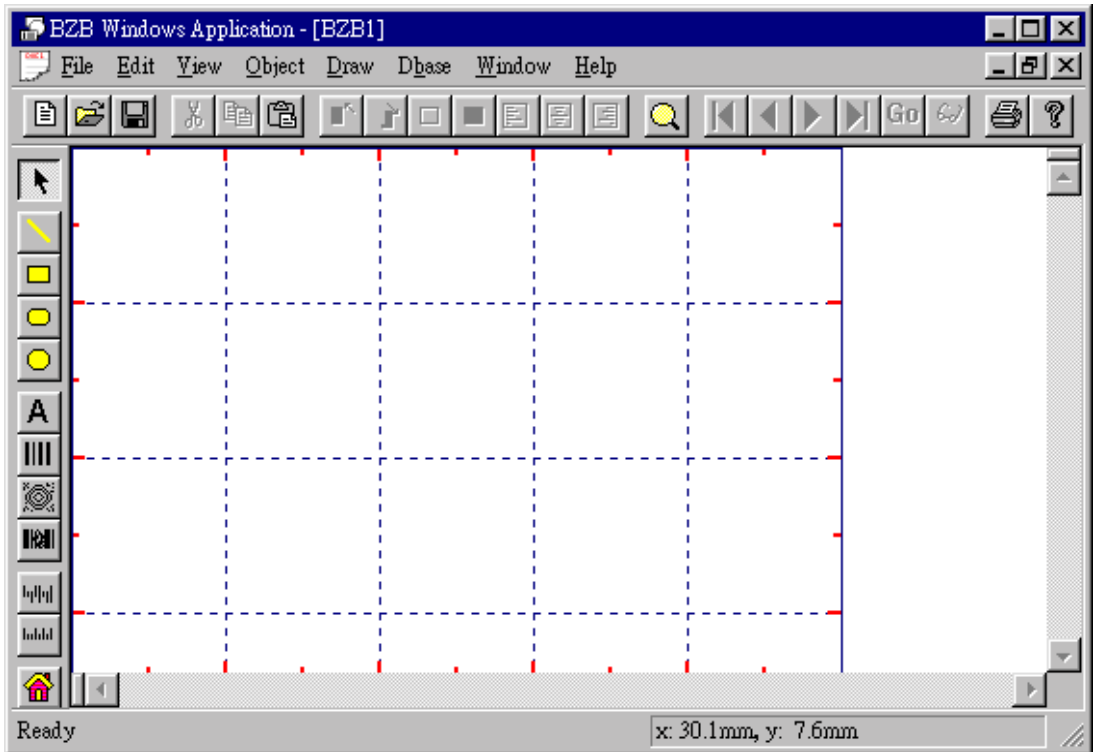 BZB Windows Application - [BZB1]
File Edit View Object Draw Dbase Window Help
Go
A
Ready
x: 30.1mm, y: 7.6mm